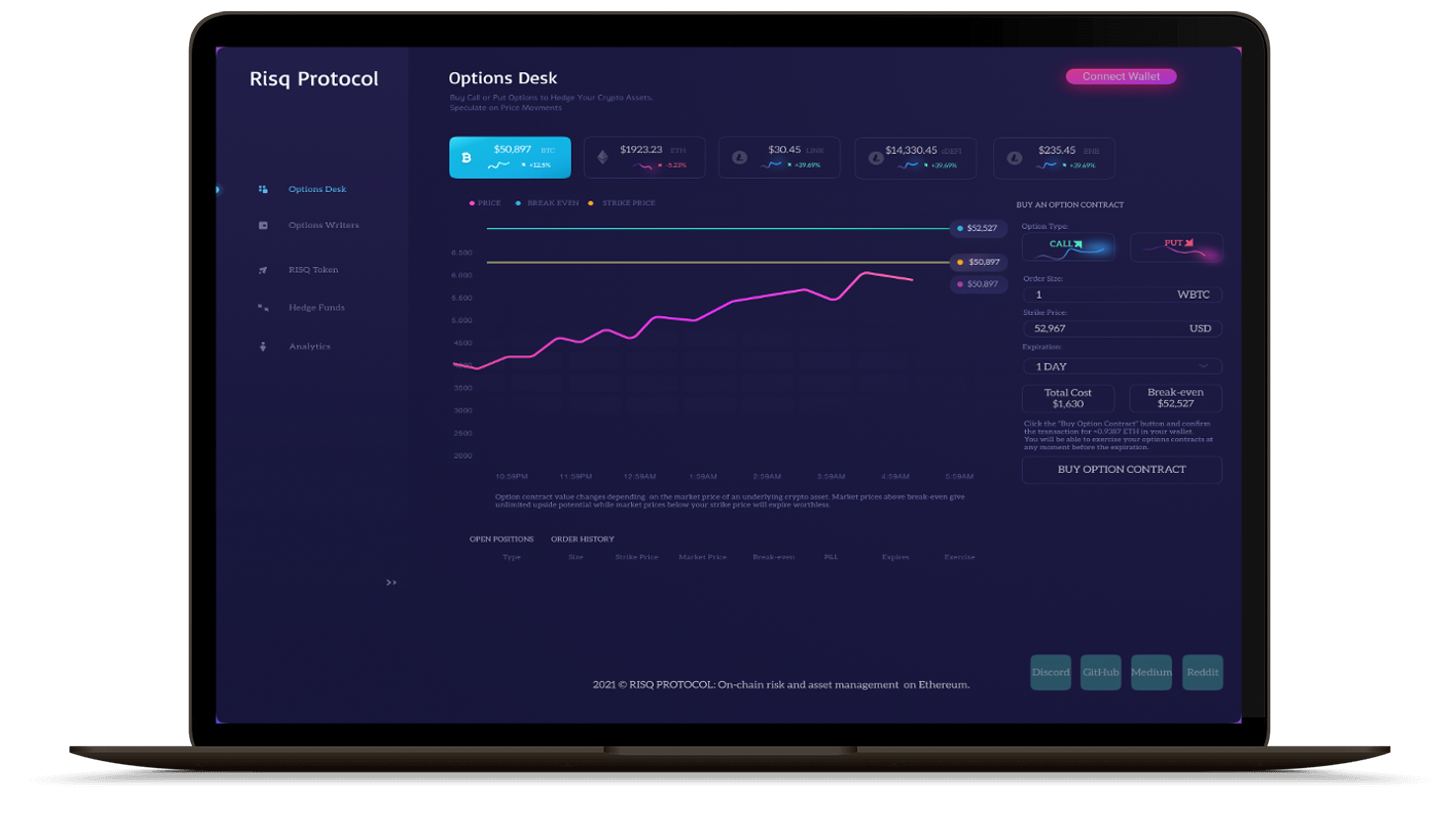 Risq Protocol
Options Desk
Options Writers
RISQ Token
Hedge Funds
Analytics
>>
Options Desk
Buy Call or Put Options to Hedge Your Crypto Assets.
Speculate on Price Moxments
Connect Wallet
$50,897 BTC
+12.5%
$1923.23 ETH
-5.23%
$30.45 LINK
+39.69%
$14,330.45 sDEFI
+39.69%
$235.45 BNB
+39.69%
PRICE BREAK EVEN STRIKE PRICE
$52,527
$50,897
$50,897
6.500
6.000
5.500
5.000
4500
3500
3000
2500
2000
10:59PM 11:59PM 12:59AM 1:59AM 2:59AM 3:59AM 4:59AM 5:59AM
Option contract value changes depending on the market price of an underlying crypto asset. Market prices above break-even give
unlimited upside potential while market prices below your strike price will expire worthless.
OPEN POSITIONS ORDER HISTORY
Type Size Strike Price Market Price Break-even P&L Expires Exercise
BUY AN OPTION CONTRACT
Option Type:
CALL PUT
Order Size:
1 WBTC
Strike Price:
52,967 USD
Expiration:
1 DAY
Total Cost
$1,630
Break-even
$52,527
Click the "Buy Option Contract" button and confirm
the transaction for ≈0.9387 ETH in your wallet.
You will be able to exercise your options contracts at
any moment before the expiration.
BUY OPTION CONTRACT
Discord GitHub Medium Reddit
2021 © RISQ PROTOCOL: On-chain risk and asset management on Ethereum.